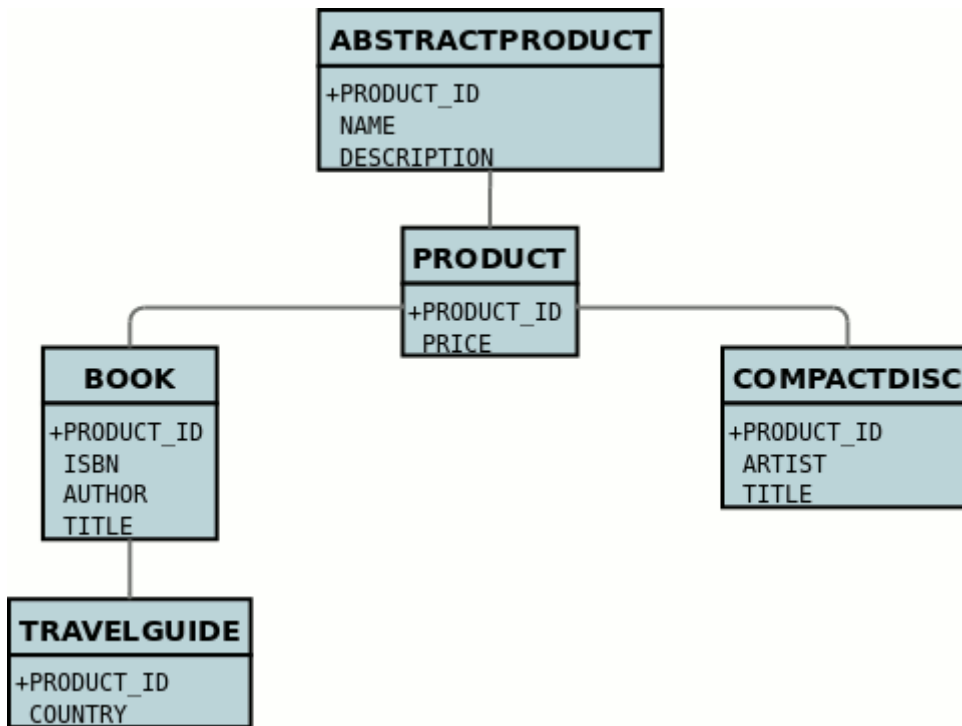 ABSTRACTPRODUCT
+PRODUCT_ID
NAME
DESCRIPTION
PRODUCT
+PRODUCT_ID
PRICE
BOOK
+PRODUCT_ID
ISBN
AUTHOR
TITLE
COMPACTDISC
+PRODUCT_ID
ARTIST
TITLE
TRAVELGUIDE
+PRODUCT_ID
COUNTRY